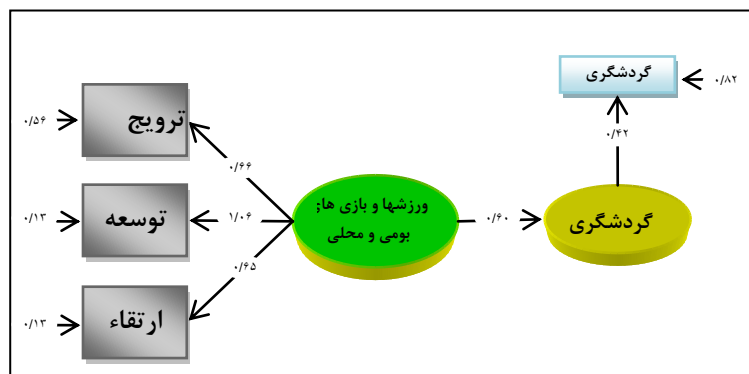 گردشگری
۰/۸۲
۰/۴۲
گردشگری
۰/۶۰
ورزشها و بازی های;
بومی و محلی
۰/۶۶
۱/۰۶
۰/۶۵
ترویج
۰/۵۶
توسعه
۰/۱۳
ارتقاء
۰/۱۳